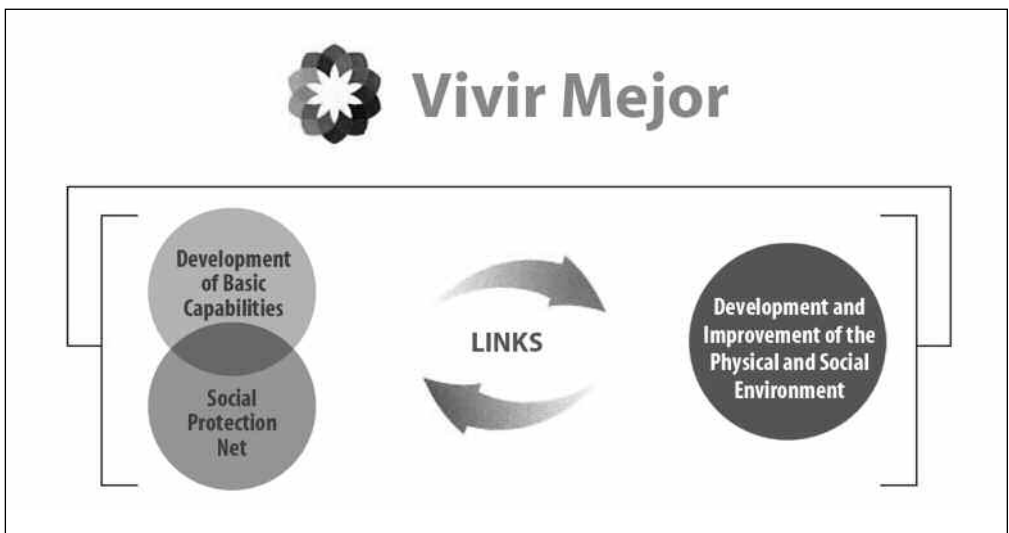 Vivir Mejor
Development
of Basic
Capabilities
Social
Protection
Net
LINKS
Development and
Improvement of the
Physical and Social
Environment